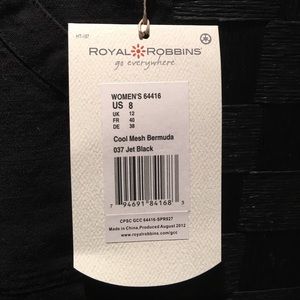 HT-107
ROYAL ROBBINS
go everywhere
WOMEN'S 64416
US 8
UK 12
FR 40
DE 38
Cool Mesh Bermuda
037 Jet Black
7 94691 84168 3
CPSC GCC 64416-SPR827
Made in China, Produced August 2012
www.royalrobbins.com/gcc